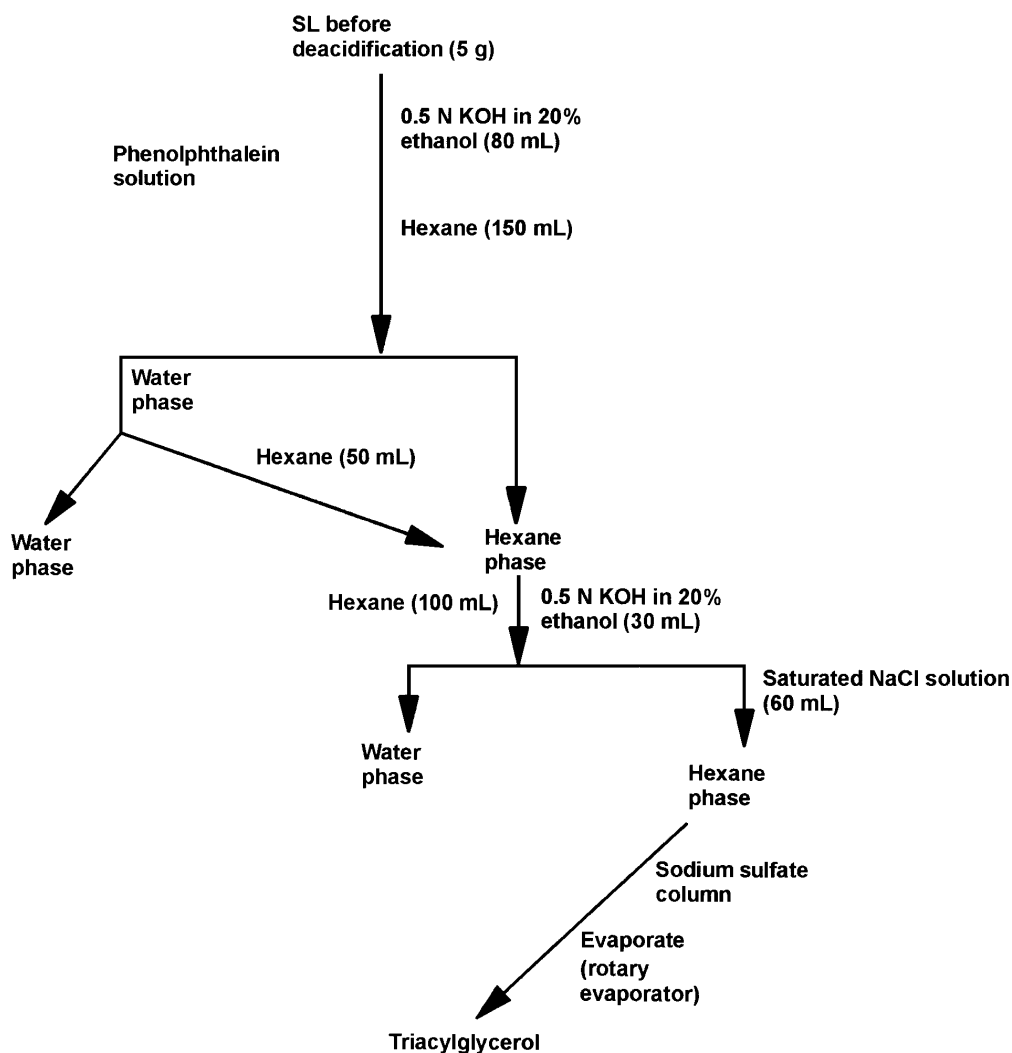 SL before
deacidification (5 g)
0.5 N KOH in 20%
ethanol (80 mL)
Phenolphthalein
solution
Hexane (150 mL)
Water
phase
Hexane (50 mL)
Water
phase
Hexane
phase
Hexane (100 mL)
0.5 N KOH in 20%
ethanol (30 mL)
Saturated NaCl solution
(60 mL)
Water
phase
Hexane
phase
Sodium sulfate
column
Evaporate
(rotary
evaporator)
Triacylglycerol